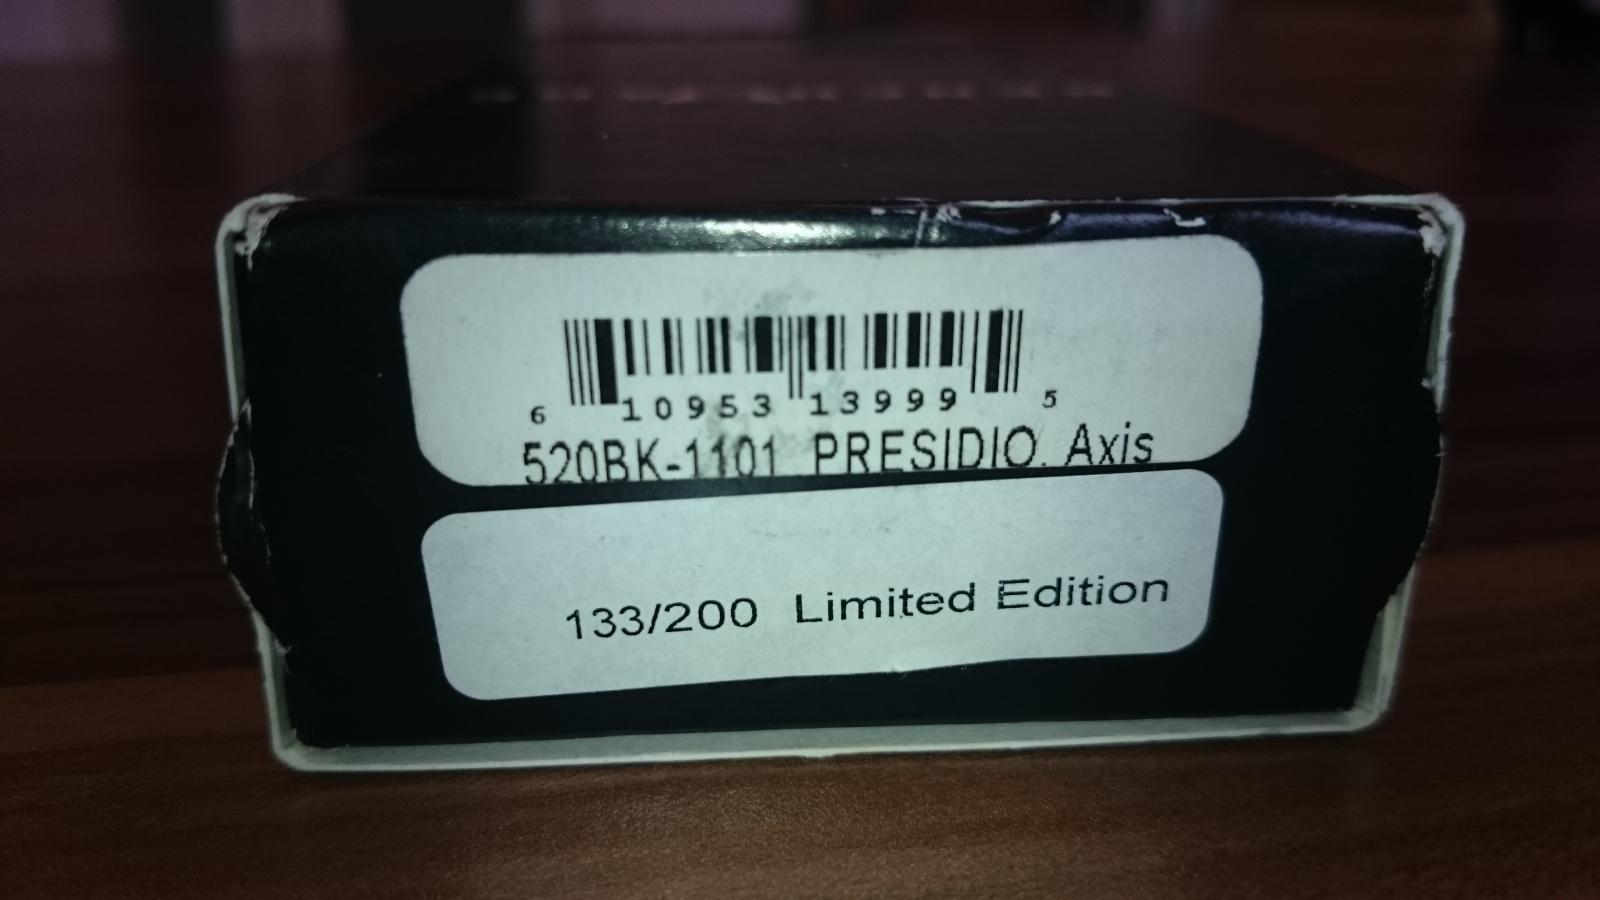 6 10953 13999 5
520BK-1101 PRESIDIO. Axis
133/200 Limited Edition